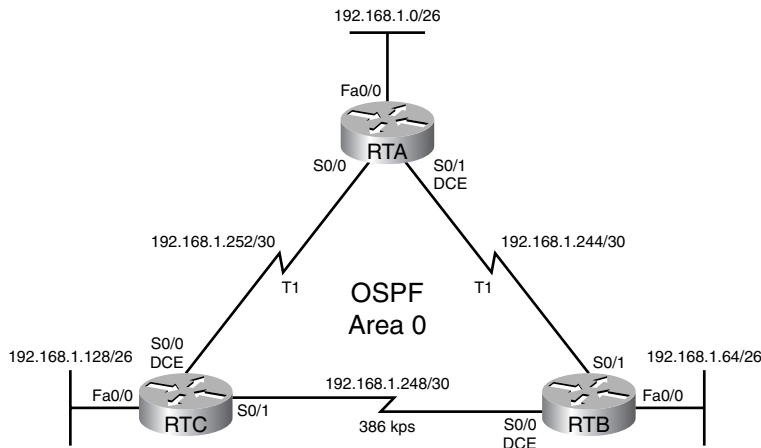 192.168.1.0/26
Fa0/0
RTA
S0/0
S0/1
DCE
192.168.1.252/30
192.168.1.244/30
T1
T1
OSPF
Area 0
S0/0
DCE
192.168.1.128/26
S0/1
192.168.1.64/26
192.168.1.248/30
Fa0/0
S0/1
Fa0/0
RTC
386 kps
S0/0
DCE
RTB